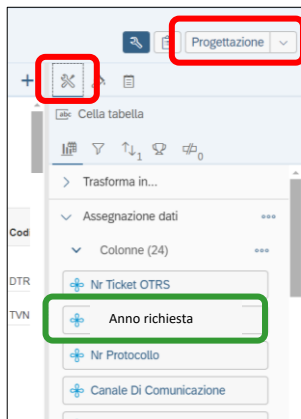 Progettazione
Cella tabella
Trasforma in...
Assegnazione dati
Cod
Colonne (24)
DTR
Nr Ticket OTRS
TVN
Anno richiesta
Nr Protocollo
Canale Di Comunicazione